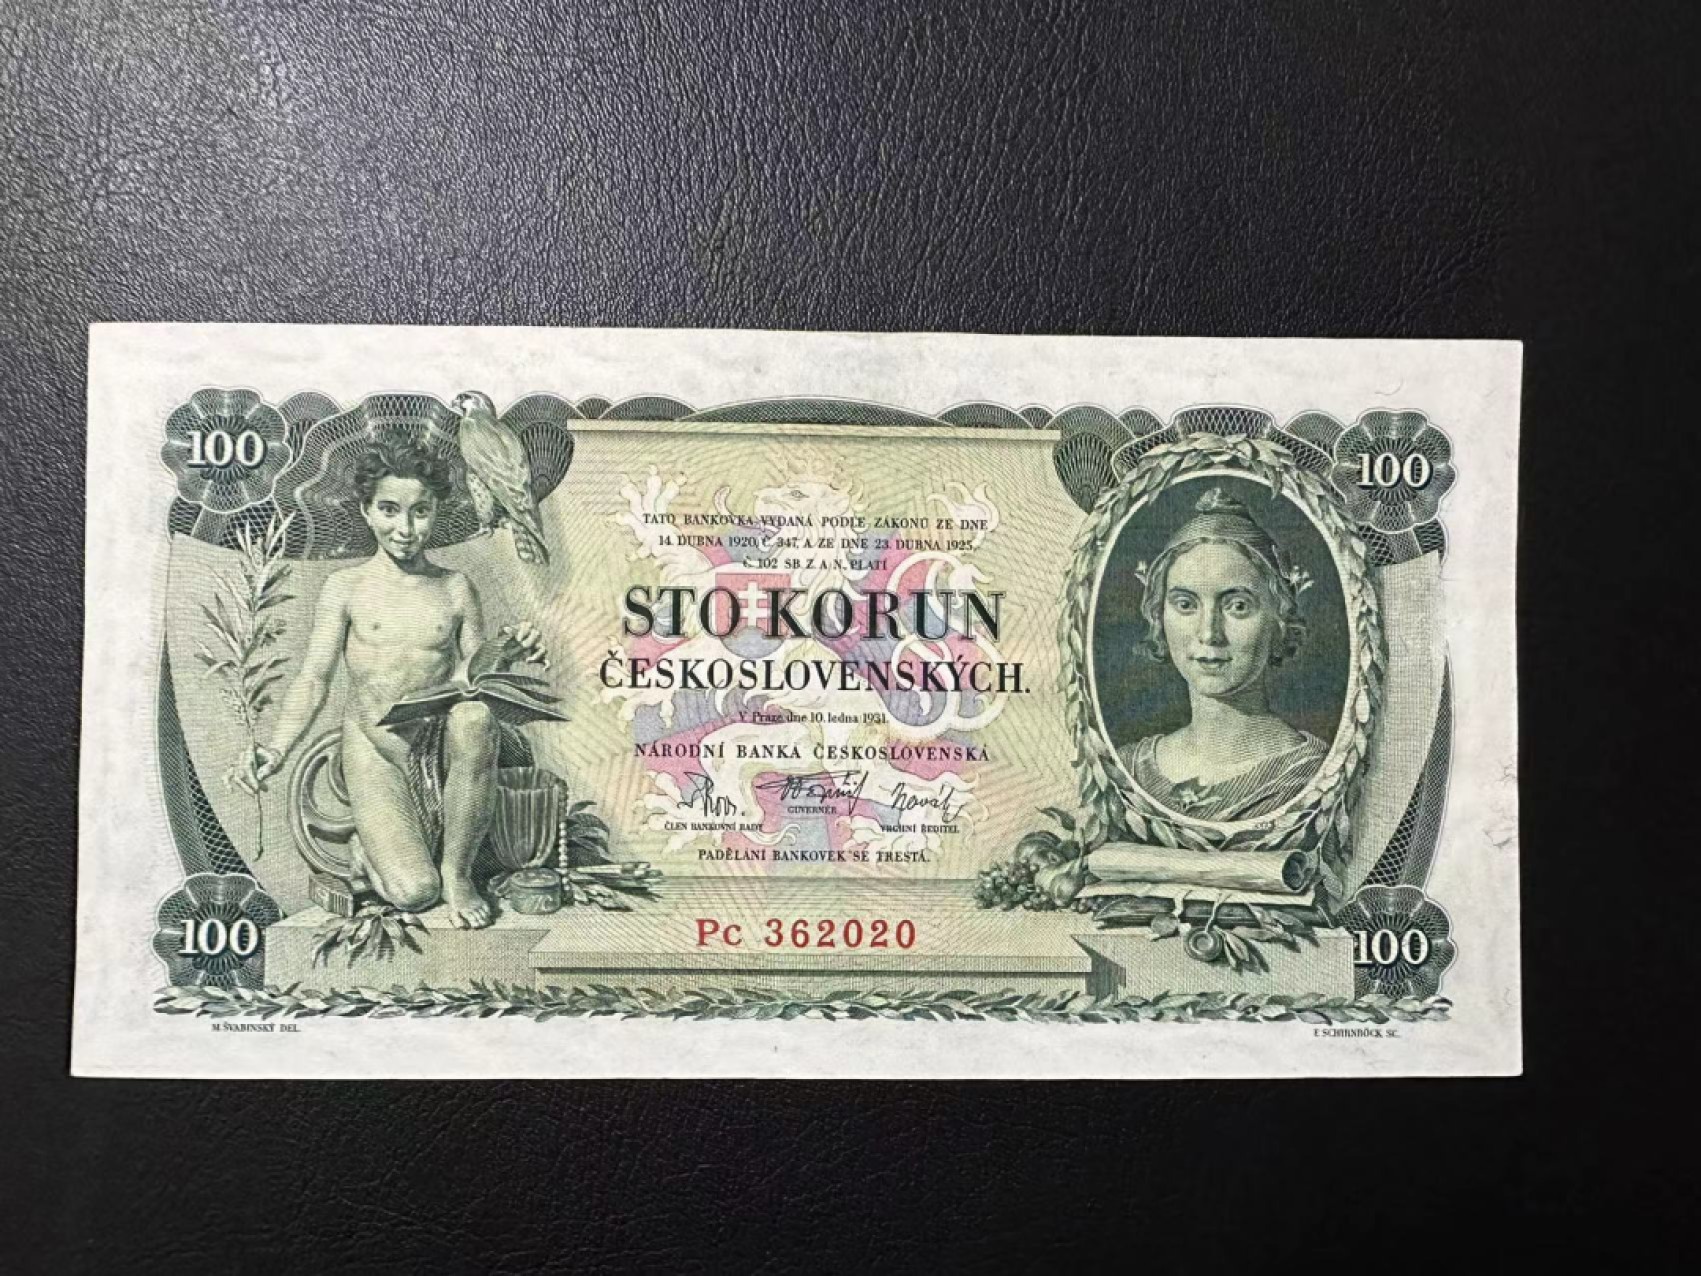 100
100
TATO BANKOVKA VYDANÁ PODLE ZÁKONŮ ZE DNE
14. DUBNA 1920, Č. 347, A ZE DNE 23. DUBNA 1925,
Č. 102 SB. Z. A N. PLATÍ
STO KORUN
ČESKOSLOVENSKÝCH.
V Praze dne 10. ledna 1931.
NÁRODNÍ BANKA ČESKOSLOVENSKÁ
Novák
ČLEN BANKOVNÍ RADY
GUVERNÉR
VRCHNÍ ŘEDITEL
PADĚLÁNÍ BANKOVEK SE TRESTÁ.
Pc 362020
100
100
M. ŠVABINSKÝ DEL.
E. SCHIRNBÖCK SC.